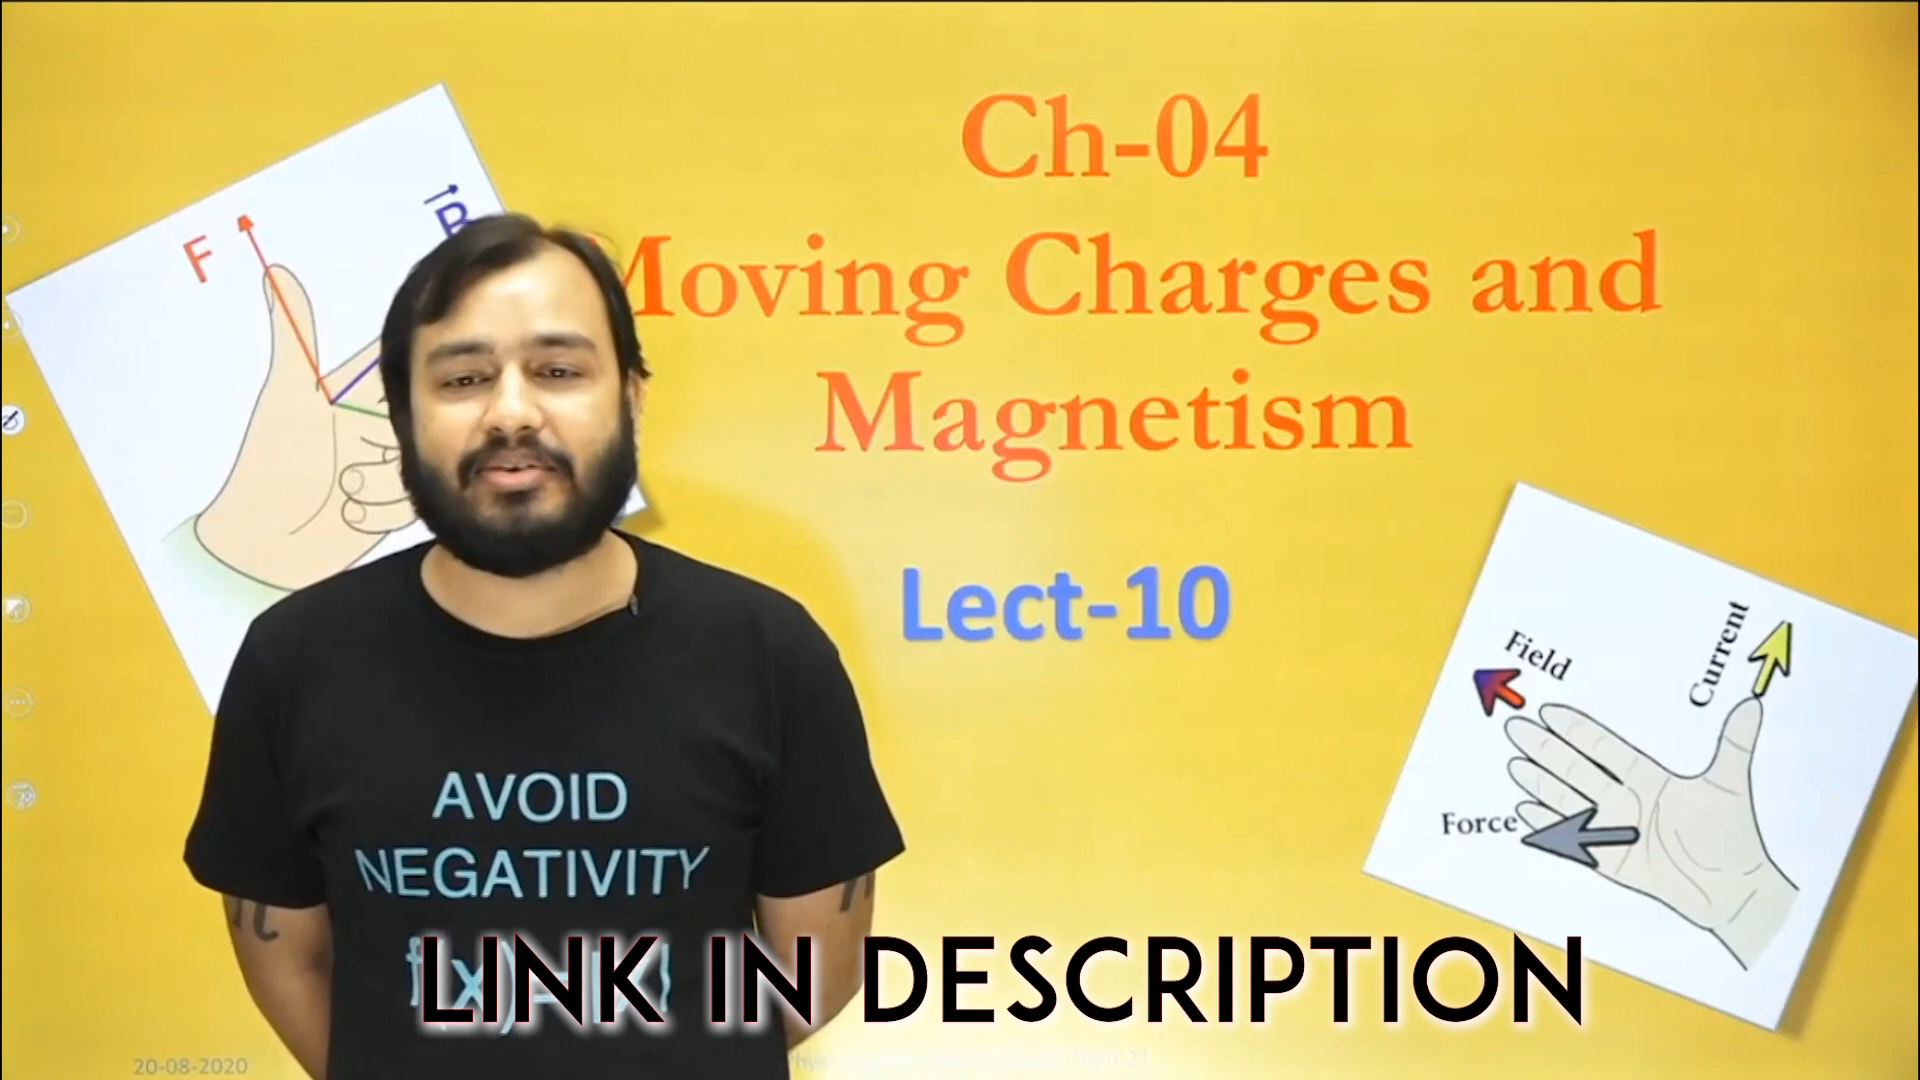 Ch-04
Moving Charges and
Magnetism
Lect-10
F
B
Field
Current
Force
AVOID
NEGATIVITY
LINK IN DESCRIPTION
20-08-2020